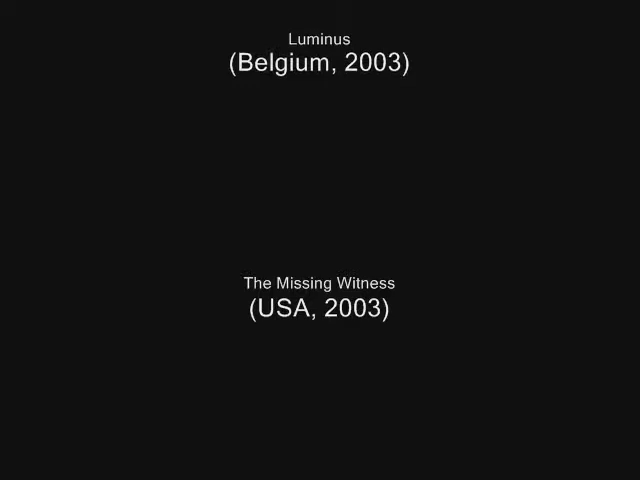 Luminus
(Belgium, 2003)
The Missing Witness
(USA, 2003)